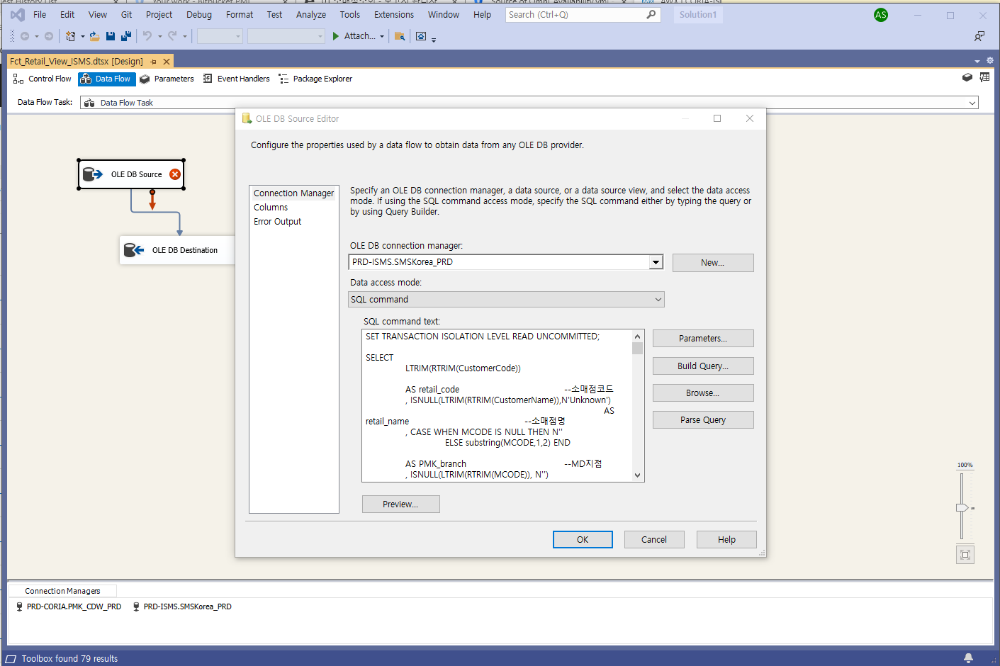 File Edit View Git Project Debug Format Test Analyze Tools Extensions Window Help Search (Ctrl+Q) Solution1 AS
Attach...
Fct_Retail_View_ISMS.dtsx [Design]
Control Flow Data Flow Parameters Event Handlers Package Explorer
Data Flow Task: Data Flow Task
OLE DB Source Editor
Configure the properties used by a data flow to obtain data from any OLE DB provider.
OLE DB Source
OLE DB Destination
Connection Manager
Columns
Error Output
Specify an OLE DB connection manager, a data source, or a data source view, and select the data access
mode. If using the SQL command access mode, specify the SQL command either by typing the query or
by using Query Builder.
OLE DB connection manager:
PRD-ISMS.SMSKorea_PRD
New...
Data access mode:
SQL command
SQL command text:
SET TRANSACTION ISOLATION LEVEL READ UNCOMMITTED;
SELECT
LTRIM(RTRIM(CustomerCode))
AS retail_code --소매점코드
, ISNULL(LTRIM(RTRIM(CustomerName)),N'Unknown')
AS
retail_name --소매점명
, CASE WHEN MCODE IS NULL THEN N''
ELSE substring(MCODE,1,2) END
AS PMK_branch --MD지점
, ISNULL(LTRIM(RTRIM(MCODE)), N'')
Parameters...
Build Query...
Browse...
Parse Query
Preview...
OK Cancel Help
100%
Connection Managers
PRD-CORIA.PMK_CDW_PRD PRD-ISMS.SMSKorea_PRD
Toolbox found 79 results